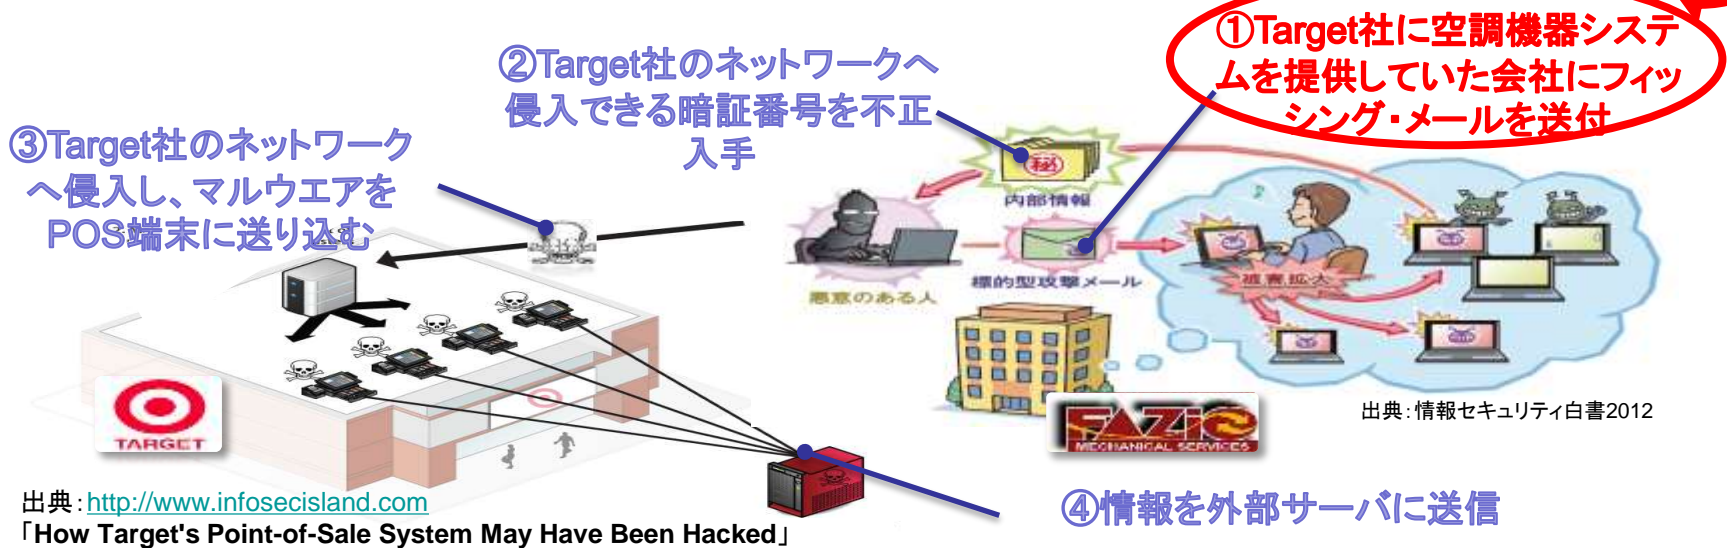 ①Target社に空調機器システ
ムを提供していた会社にフィッ
シング・メールを送付
②Target社のネットワークへ
侵入できる暗証番号を不正
入手
③Target社のネットワーク
へ侵入し、マルウエアを
POS端末に送り込む
㊙
内部情報
標的型攻撃メール
悪意のある人
被害拡大
TARGET
FAZIO
MECHANICAL SERVICES
出典：情報セキュリティ白書2012
④情報を外部サーバに送信
出典：http://www.infosecisland.com
「How Target's Point-of-Sale System May Have Been Hacked」